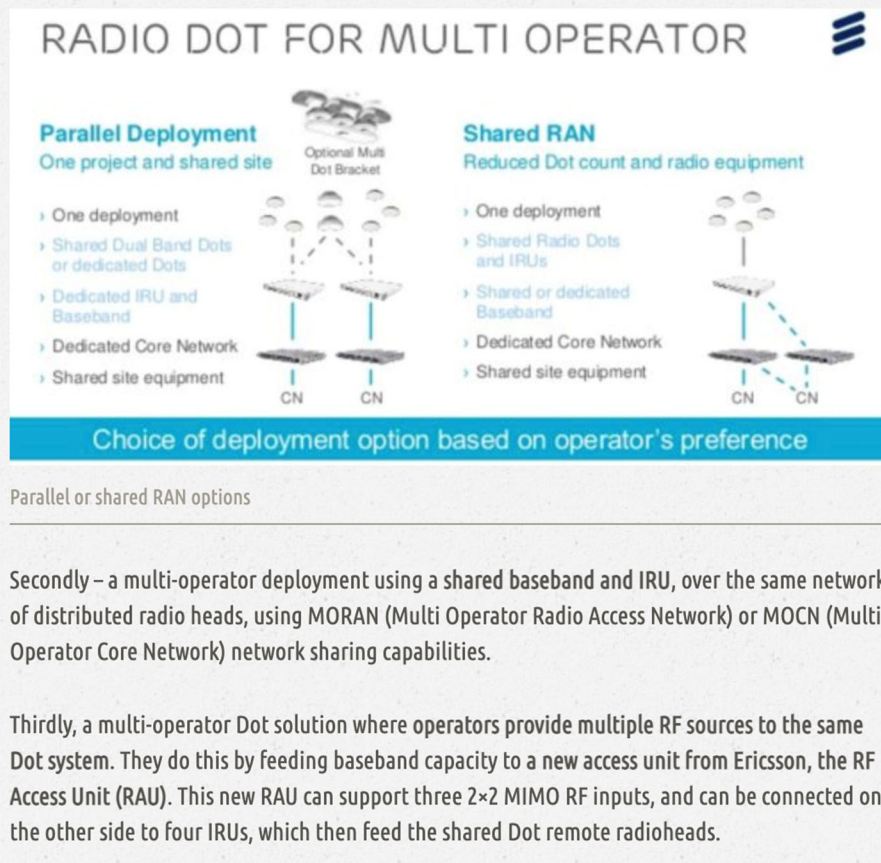 RADIO DOT FOR MULTI OPERATOR
Parallel Deployment
One project and shared site
Optional Multi
Dot Bracket
› One deployment
› Shared Dual Band Dots
or dedicated Dots
› Dedicated IRU and
Baseband
› Dedicated Core Network
› Shared site equipment
CN CN
Shared RAN
Reduced Dot count and radio equipment
› One deployment
› Shared Radio Dots
and IRUs
› Shared or dedicated
Baseband
› Dedicated Core Network
› Shared site equipment
CN CN
Choice of deployment option based on operator's preference
Parallel or shared RAN options
Secondly – a multi-operator deployment using a shared baseband and IRU, over the same network
of distributed radio heads, using MORAN (Multi Operator Radio Access Network) or MOCN (Multi
Operator Core Network) network sharing capabilities.
Thirdly, a multi-operator Dot solution where operators provide multiple RF sources to the same
Dot system. They do this by feeding baseband capacity to a new access unit from Ericsson, the RF
Access Unit (RAU). This new RAU can support three 2×2 MIMO RF inputs, and can be connected on
the other side to four IRUs, which then feed the shared Dot remote radioheads.